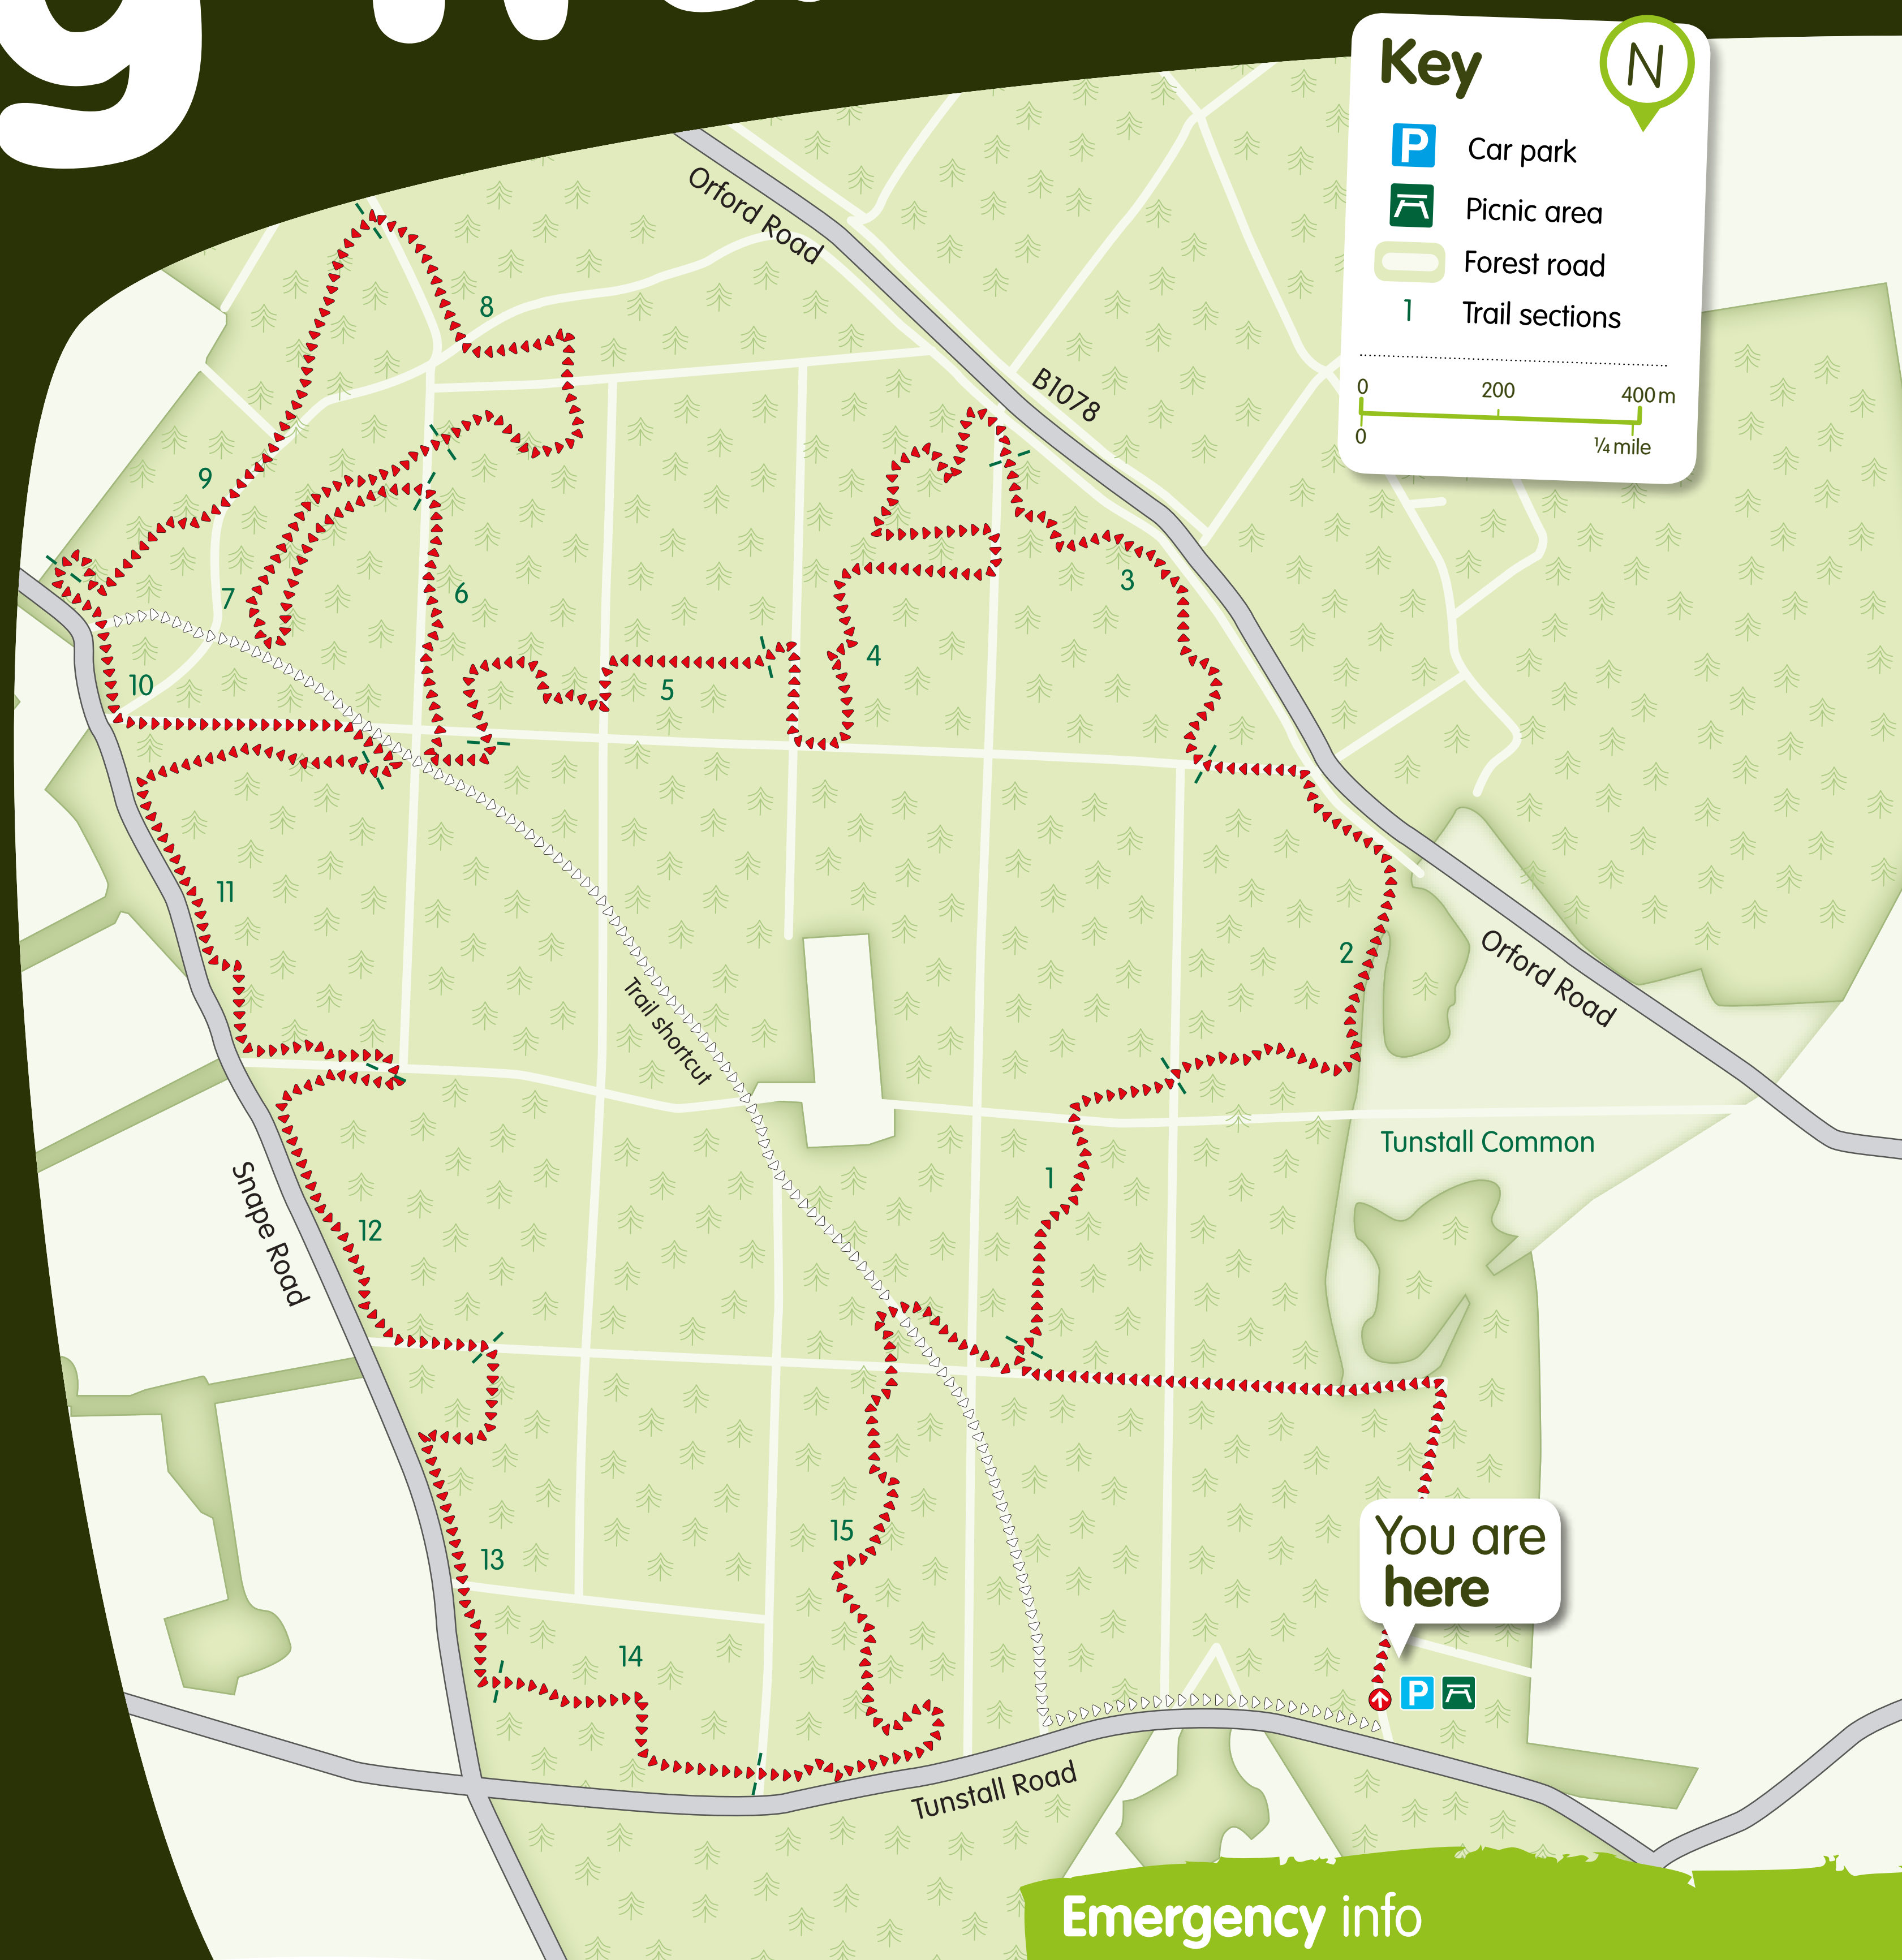 Key
N
P
Car park
Picnic area
Forest road
1
Trail sections
0
200
400m
0
¼ mile
Orford Road
B1078
8
9
3
7
6
4
5
10
2
11
Orford Road
Trail shortcut
Tunstall Common
1
Snape Road
12
15
You are
here
13
14
P
Tunstall Road
Emergency info